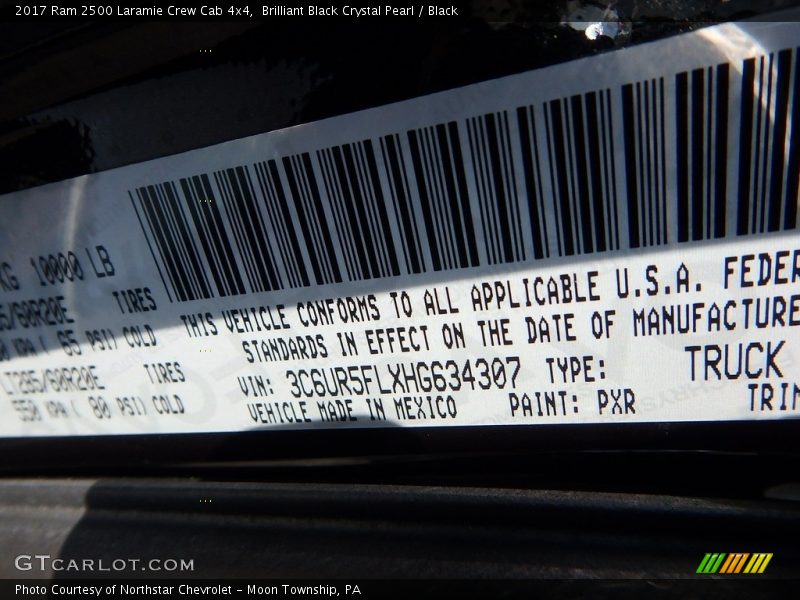 2017 Ram 2500 Laramie Crew Cab 4x4, Brilliant Black Crystal Pearl / Black
KG 10000 LB
/60R20E TIRES
KPA ( 65 PSI) COLD
LT285/60R20E TIRES
550 KPA ( 80 PSI) COLD
THIS VEHICLE CONFORMS TO ALL APPLICABLE U.S.A. FEDER
STANDARDS IN EFFECT ON THE DATE OF MANUFACTURE
VIN: 3C6UR5FLXHG634307 TYPE: TRUCK
VEHICLE MADE IN MEXICO PAINT: PXR TRIM
GTCARLOT.COM
Photo Courtesy of Northstar Chevrolet - Moon Township, PA